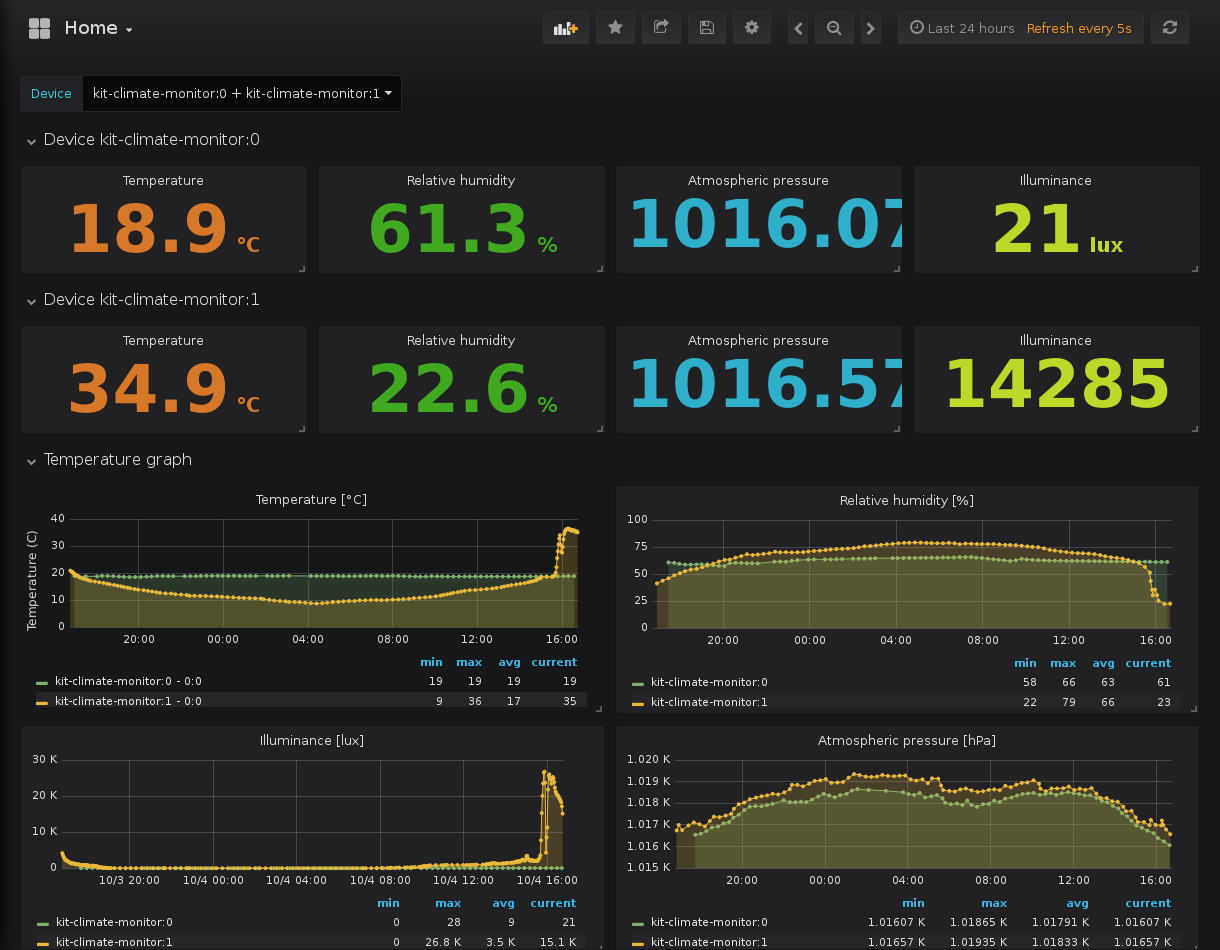 Home
Last 24 hours Refresh every 5s
Device kit-climate-monitor:0 + kit-climate-monitor:1
Device kit-climate-monitor:0
Temperature Relative humidity Atmospheric pressure Illuminance
18.9 °C 61.3 % 1016.07 21 lux
Device kit-climate-monitor:1
Temperature Relative humidity Atmospheric pressure Illuminance
34.9 °C 22.6 % 1016.57 14285
Temperature graph
Temperature [°C]
Temperature (C)
40
30
20
10
0
20:00 00:00 04:00 08:00 12:00 16:00
min max avg current
kit-climate-monitor:0 - 0:0 19 19 19 19
kit-climate-monitor:1 - 0:0 9 36 17 35
Relative humidity [%]
100
75
50
25
0
20:00 00:00 04:00 08:00 12:00 16:00
min max avg current
kit-climate-monitor:0 58 66 63 61
kit-climate-monitor:1 22 79 66 23
Illuminance [lux]
30 K
20 K
10 K
0
10/3 20:00 10/4 00:00 10/4 04:00 10/4 08:00 10/4 12:00 10/4 16:00
min max avg current
kit-climate-monitor:0 0 28 9 21
kit-climate-monitor:1 0 26.8 K 3.5 K 15.1 K
Atmospheric pressure [hPa]
1.020 K
1.019 K
1.018 K
1.017 K
1.016 K
1.015 K
20:00 00:00 04:00 08:00 12:00 16:00
min max avg current
kit-climate-monitor:0 1.01607 K 1.01865 K 1.01791 K 1.01607 K
kit-climate-monitor:1 1.01657 K 1.01935 K 1.01833 K 1.01657 K